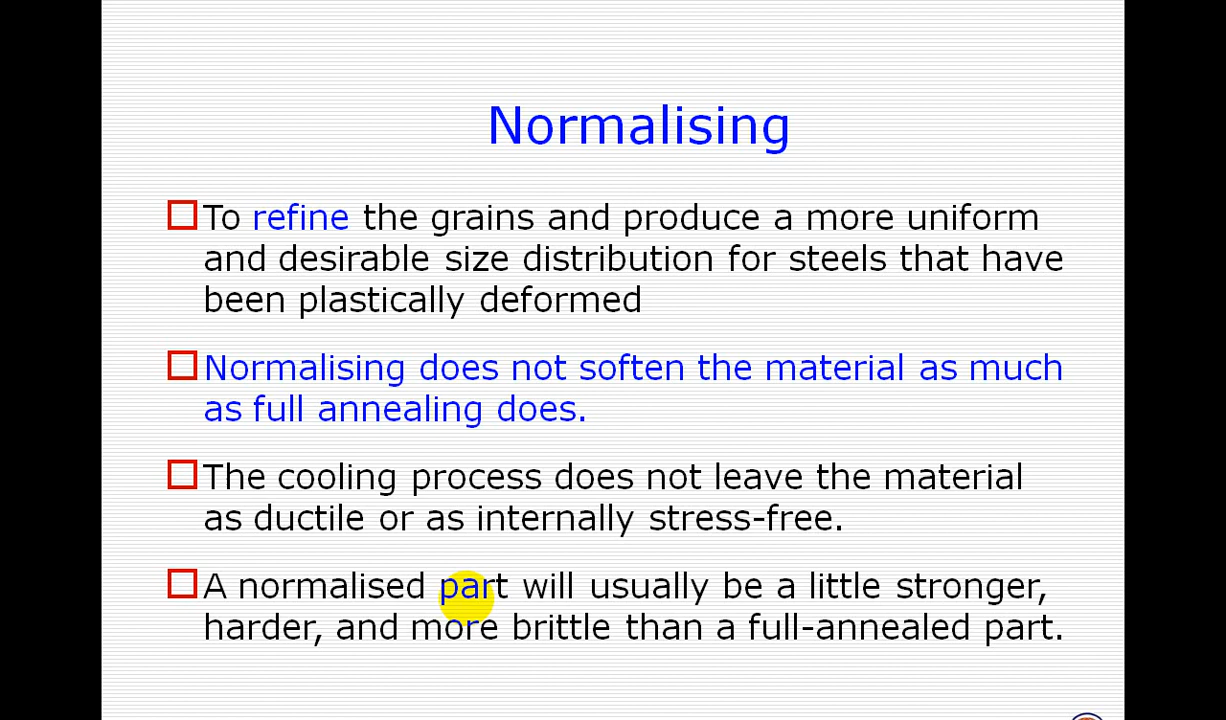 Normalising
To refine the grains and produce a more uniform
and desirable size distribution for steels that have
been plastically deformed
Normalising does not soften the material as much
as full annealing does.
The cooling process does not leave the material
as ductile or as internally stress-free.
A normalised part will usually be a little stronger,
harder, and more brittle than a full-annealed part.